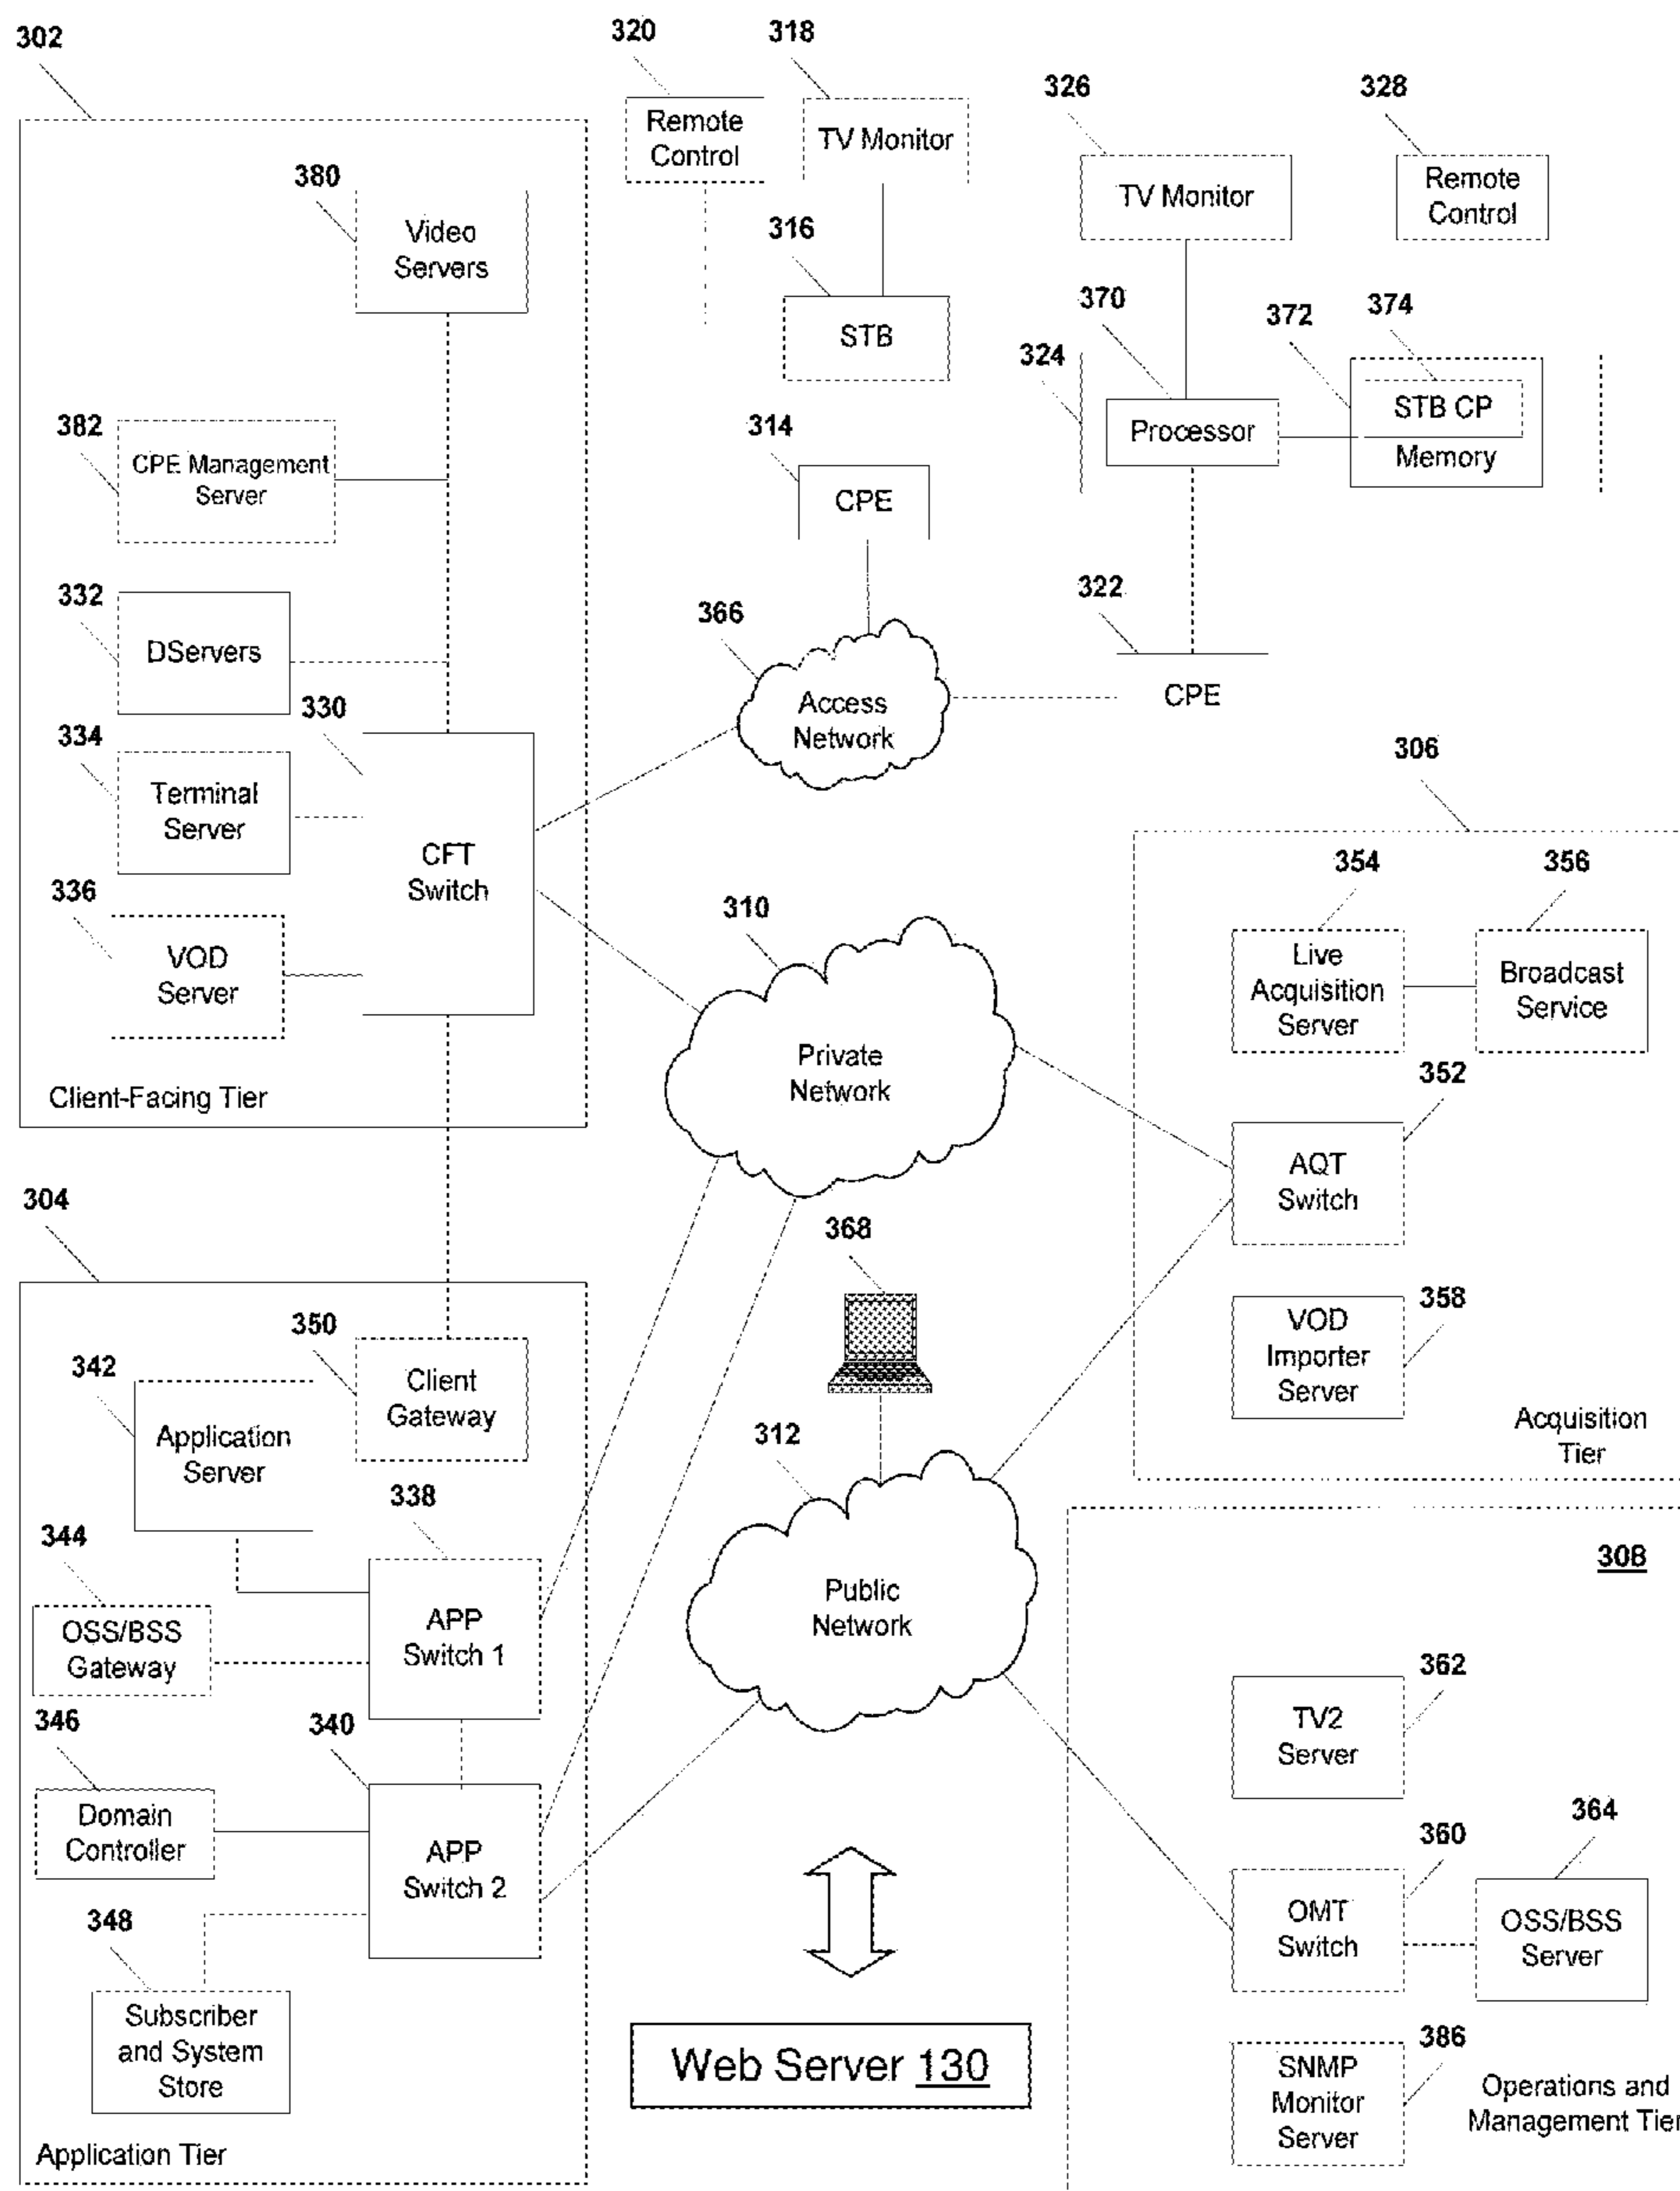 302
320
318
Remote
Control
TV Monitor
326
328
TV Monitor
Remote
Control
380
Video
Servers
316
STB
370
372
374
324
Processor
STB CP
Memory
382
CPE Management
Server
314
CPE
332
DServers
366
Access
Network
322
CPE
330
334
Terminal
Server
CFT
Switch
336
VOD
Server
Client-Facing Tier
310
Private
Network
306
354
356
Live
Acquisition
Server
Broadcast
Service
352
AQT
Switch
358
VOD
Importer
Server
Acquisition
Tier
304
368
350
342
Client
Gateway
Application
Server
312
Public
Network
338
344
OSS/BSS
Gateway
APP
Switch 1
346
340
Domain
Controller
APP
Switch 2
348
Subscriber
and System
Store
Application Tier
Web Server 130
308
362
TV2
Server
360
364
OMT
Switch
OSS/BSS
Server
386
SNMP
Monitor
Server
Operations and
Management Tier